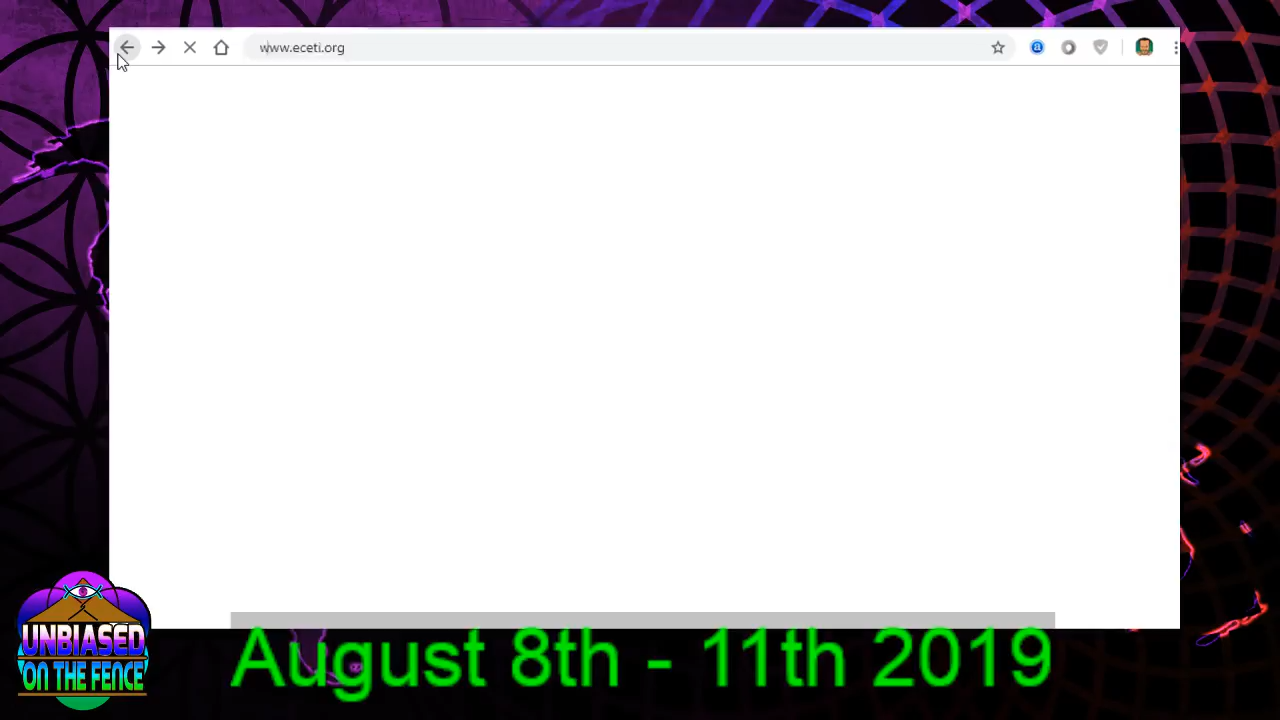 www.eceti.org
a
UNBIASED
ON THE FENCE
August 8th - 11th 2019